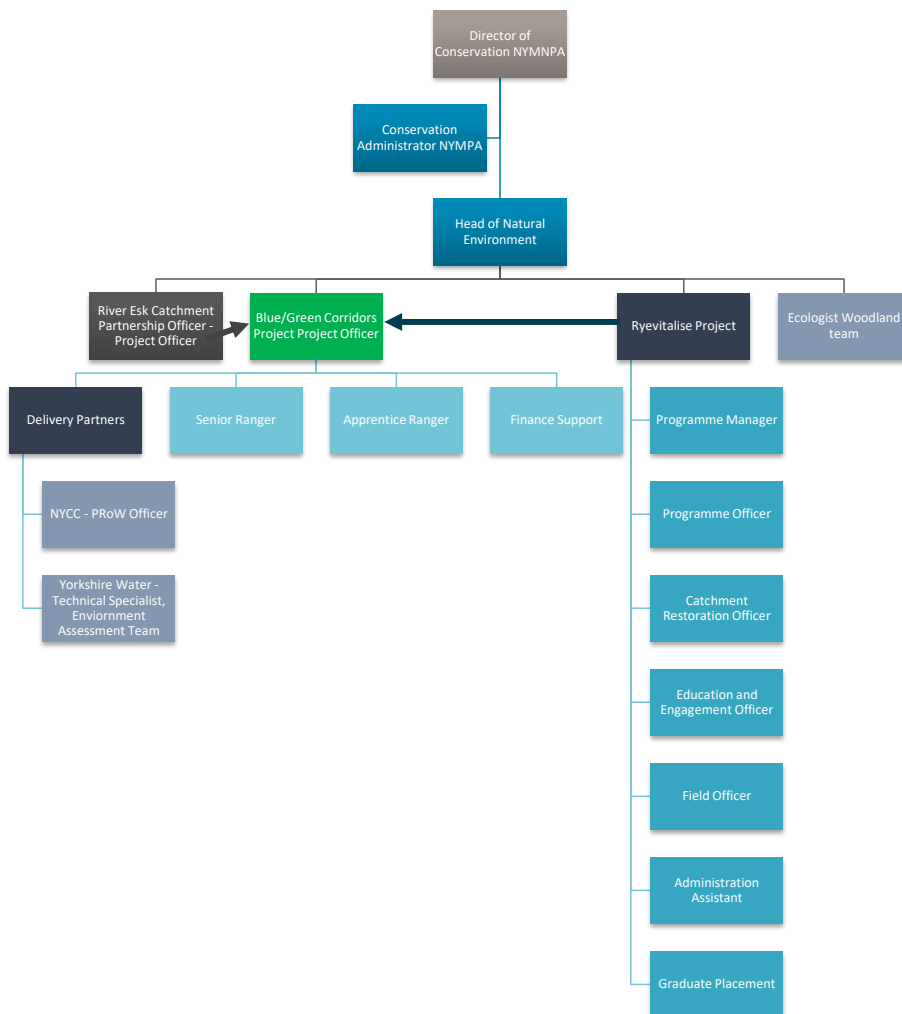 Director of
Conservation NYMNPA
Conservation
Administrator NYMPA
Head of Natural
Environment
River Esk Catchment
Partnership Officer -
Project Officer
Blue/Green Corridors
Project Project Officer
Ryevitalise Project
Ecologist Woodland
team
Delivery Partners
Senior Ranger
Apprentice Ranger
Finance Support
Programme Manager
NYCC - PRoW Officer
Programme Officer
Yorkshire Water -
Technical Specialist,
Enviornment
Assessment Team
Catchment
Restoration Officer
Education and
Engagement Officer
Field Officer
Administration
Assistant
Graduate Placement